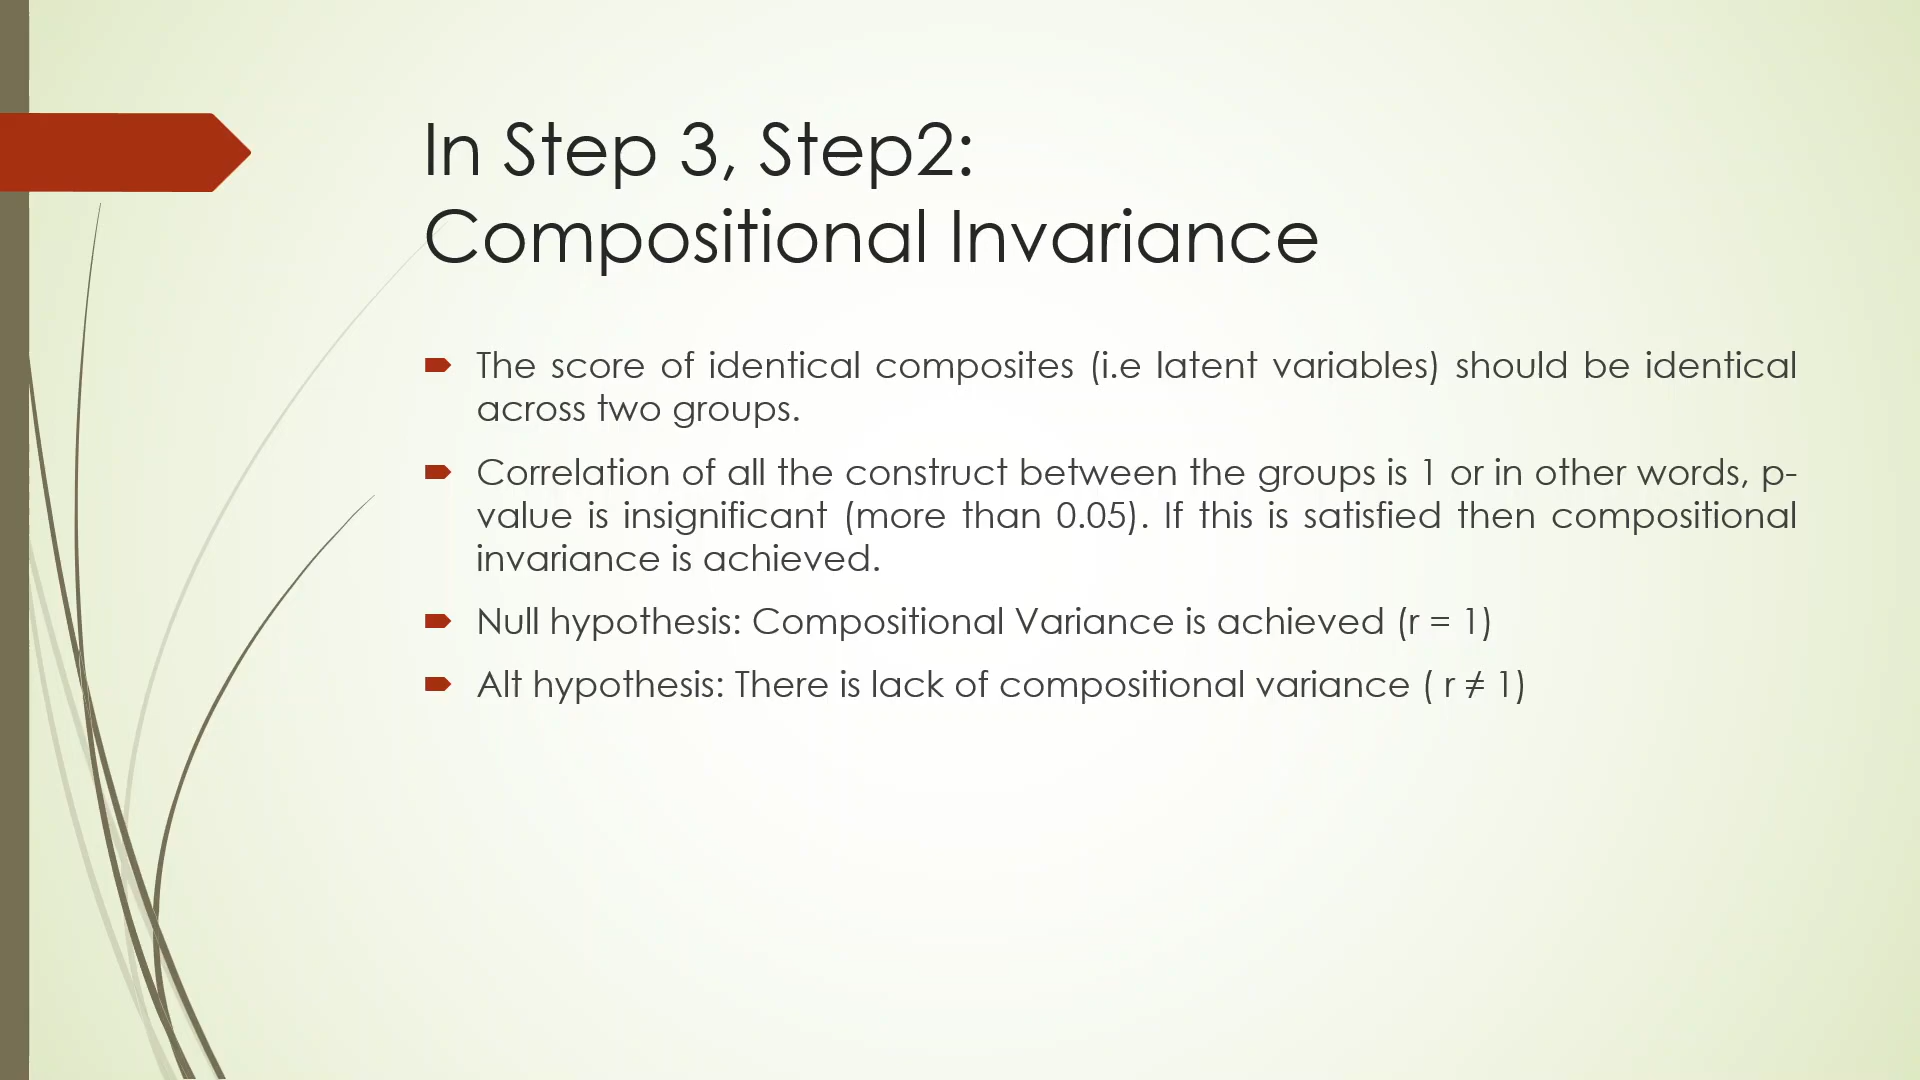 In Step 3, Step2:
Compositional Invariance
The score of identical composites (i.e latent variables) should be identical
across two groups.
Correlation of all the construct between the groups is 1 or in other words, p-
value is insignificant (more than 0.05). If this is satisfied then compositional
invariance is achieved.
Null hypothesis: Compositional Variance is achieved (r = 1)
Alt hypothesis: There is lack of compositional variance ( r ≠ 1)